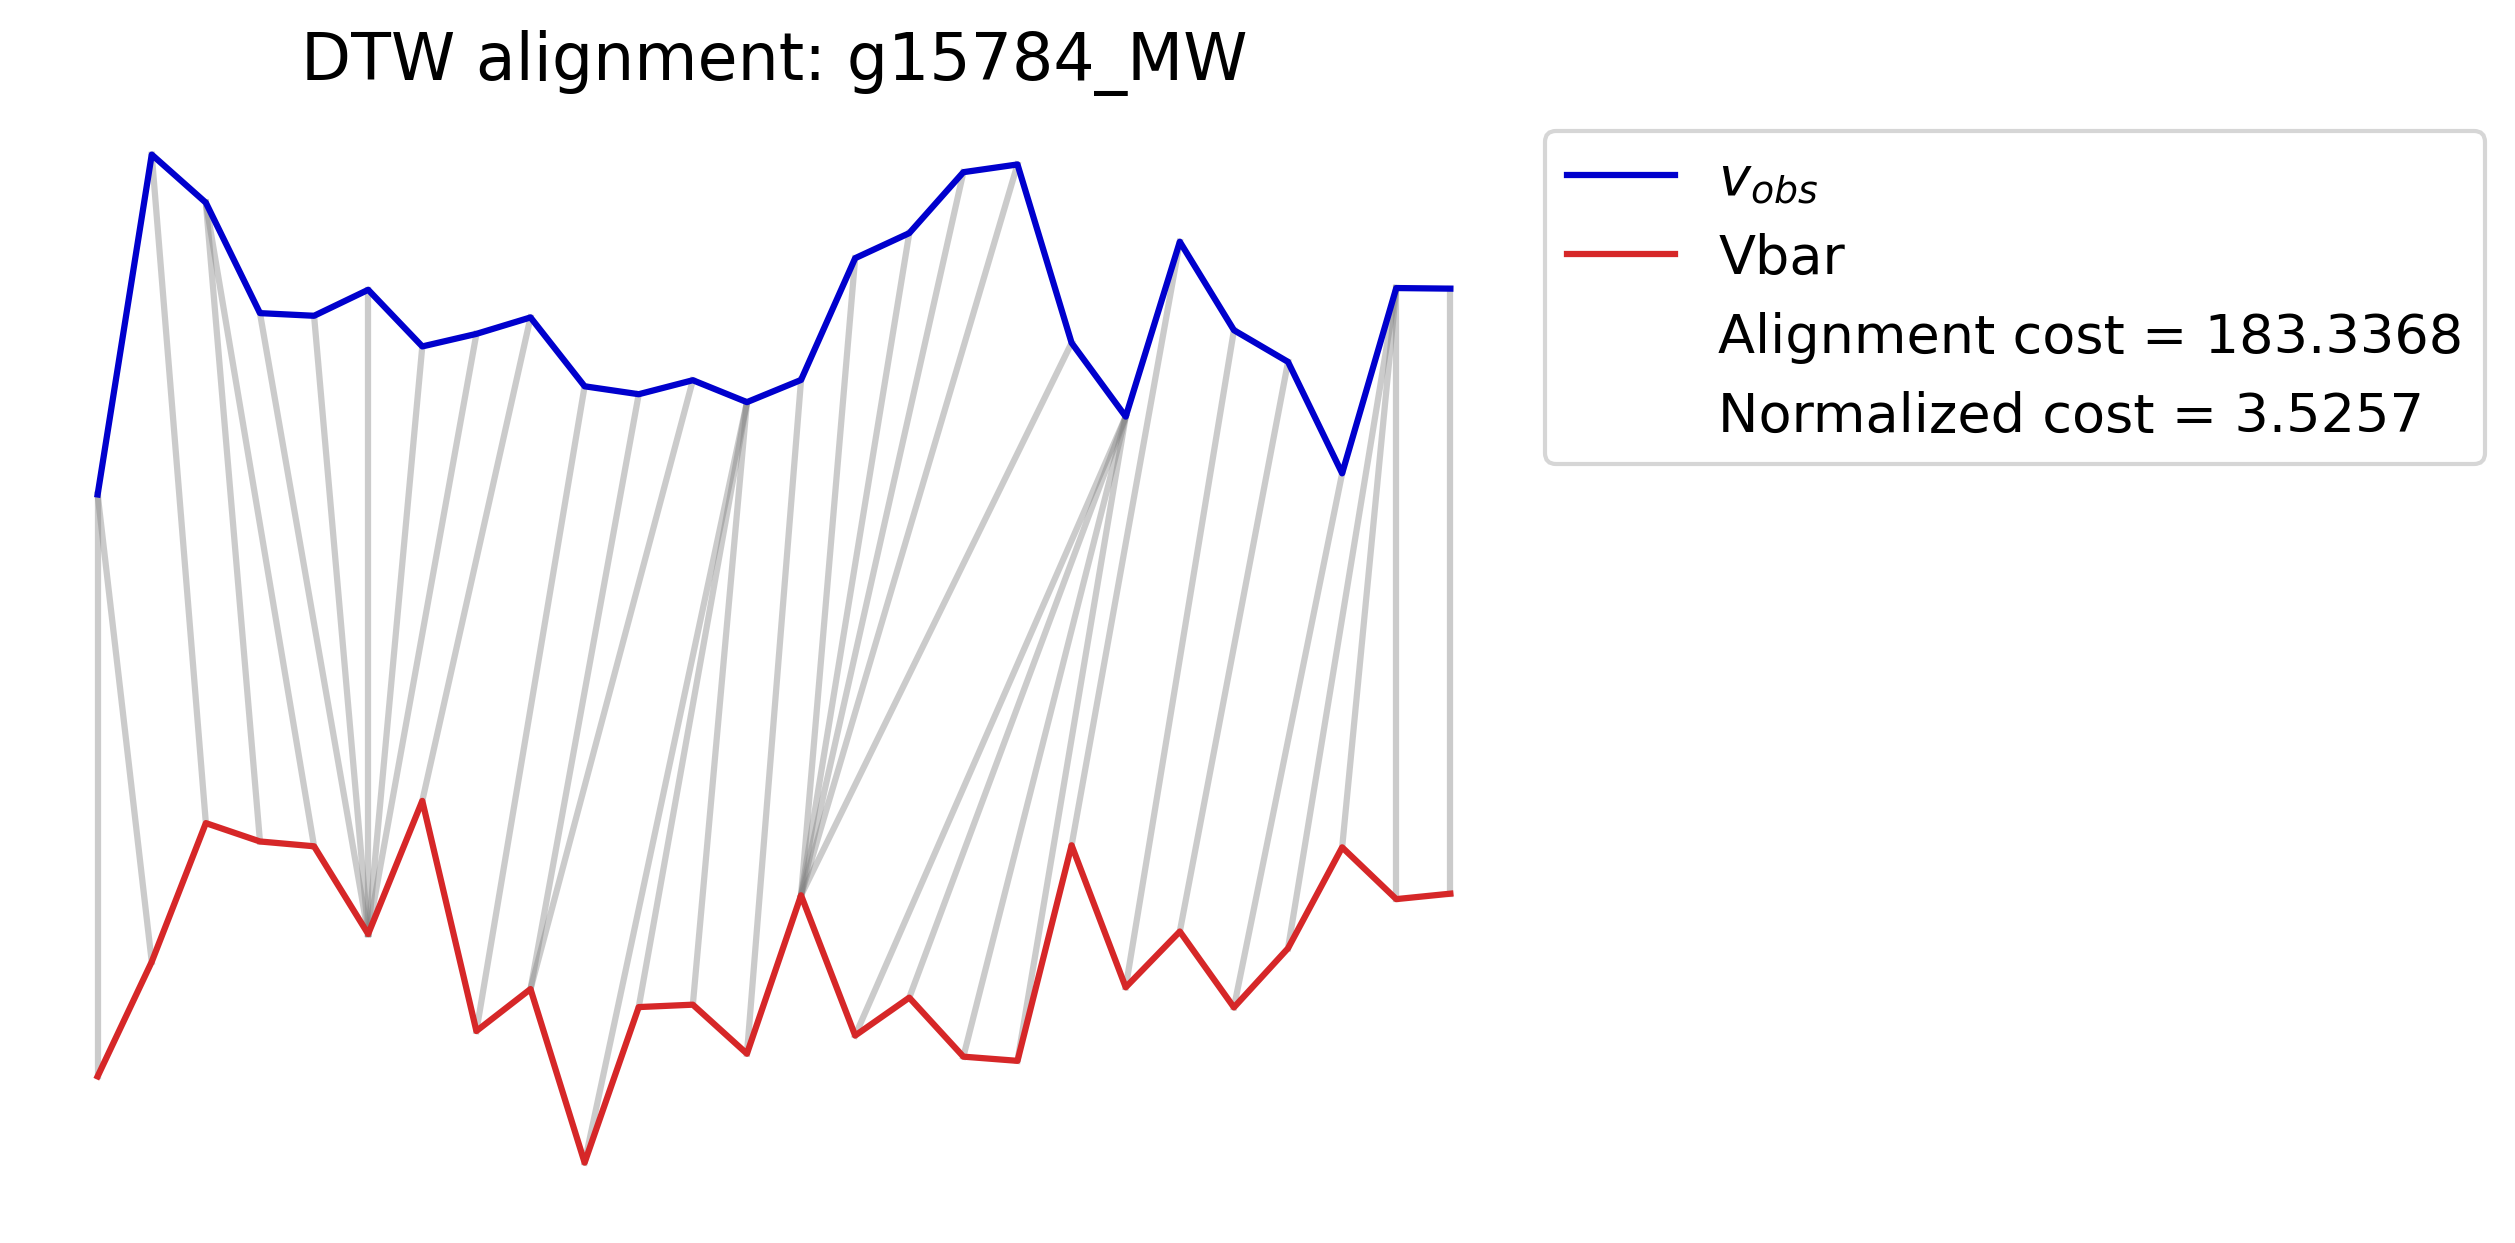 DTW alignment: g15784_MW
v_obs
Vbar
Alignment cost = 183.3368
Normalized cost = 3.5257